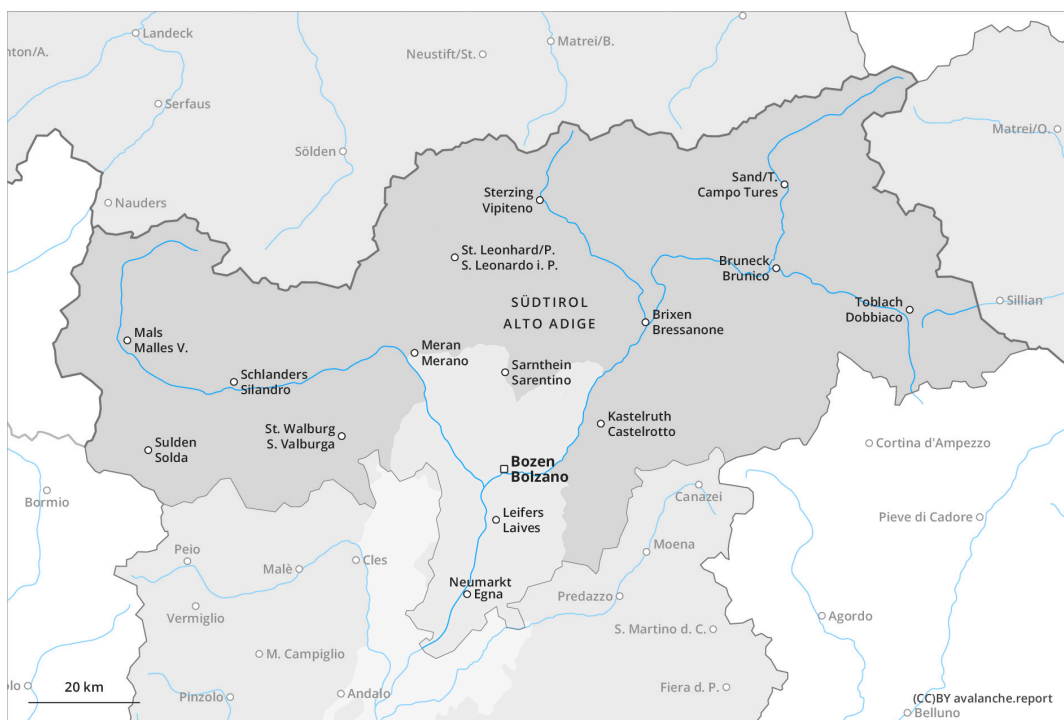 Landeck
nton/A.
Neustift/St.
Matrei/B.
Serfaus
Sölden
Matrei/O.
Nauders
Sterzing
Vipiteno
Sand/T.
Campo Tures
St. Leonhard/P.
S. Leonardo i. P.
Bruneck
Brunico
SÜDTIROL
ALTO ADIGE
Toblach
Dobbiaco
Sillian
Brixen
Bressanone
Mals
Malles V.
Meran
Merano
Sarnthein
Sarentino
Schlanders
Silandro
St. Walburg
S. Valburga
Kastelruth
Castelrotto
Sulden
Solda
Cortina d'Ampezzo
Bozen
Bolzano
Bormio
Canazei
Leifers
Laives
Pieve di Cadore
Peio
Malè
Cles
Moena
Neumarkt
Egna
Predazzo
Vermiglio
Agordo
S. Martino d. C.
M. Campiglio
olo
20 km
Pinzolo
Andalo
Fiera d. P.
(CC)BY avalanche.report
Belluno